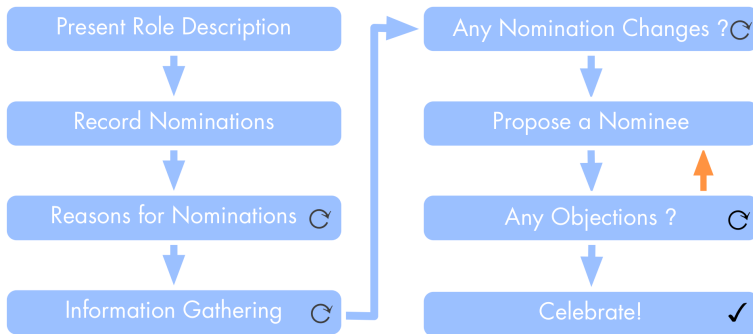 Present Role Description
Record Nominations
Reasons for Nominations
Information Gathering
Any Nomination Changes ?
Propose a Nominee
Any Objections ?
Celebrate!